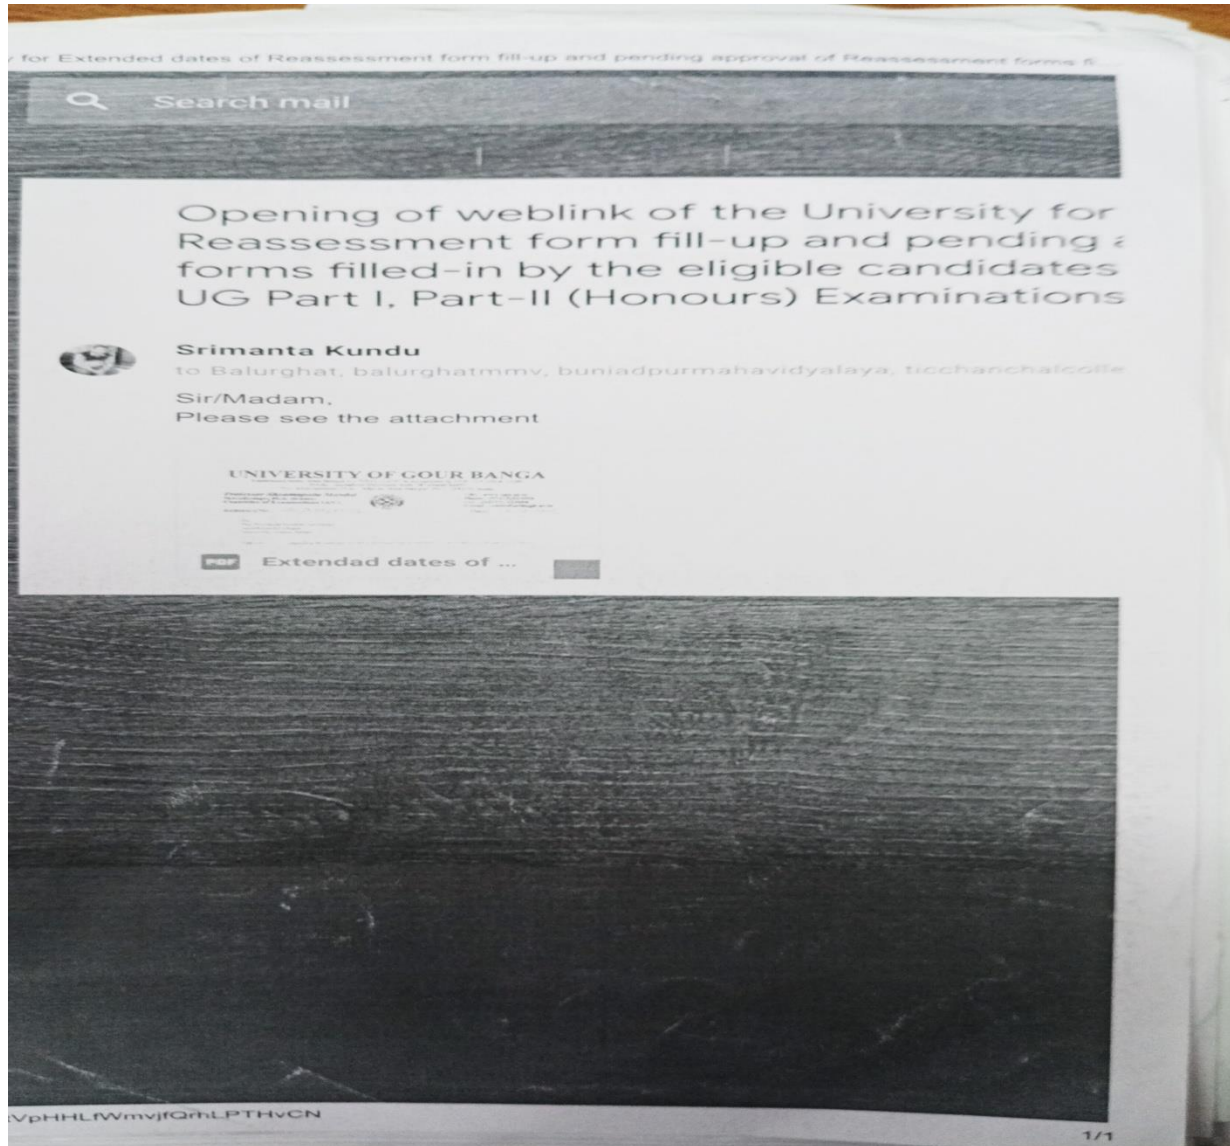 for Extended dates of Reassessment form fill-up and pending approval of Reassessment forms fi...
Search mail
Opening of weblink of the University for
Reassessment form fill-up and pending a
forms filled-in by the eligible candidates
UG Part I, Part-II (Honours) Examinations
Srimanta Kundu
to Balurghat, balurghatmmv, buniadpurmahavidyalaya, ticchanchalcolle
Sir/Madam,
Please see the attachment
UNIVERSITY OF GOUR BANGA
PDF Extendad dates of ...
VpHHLfWmvjfQrhLPTHvCN
1/1